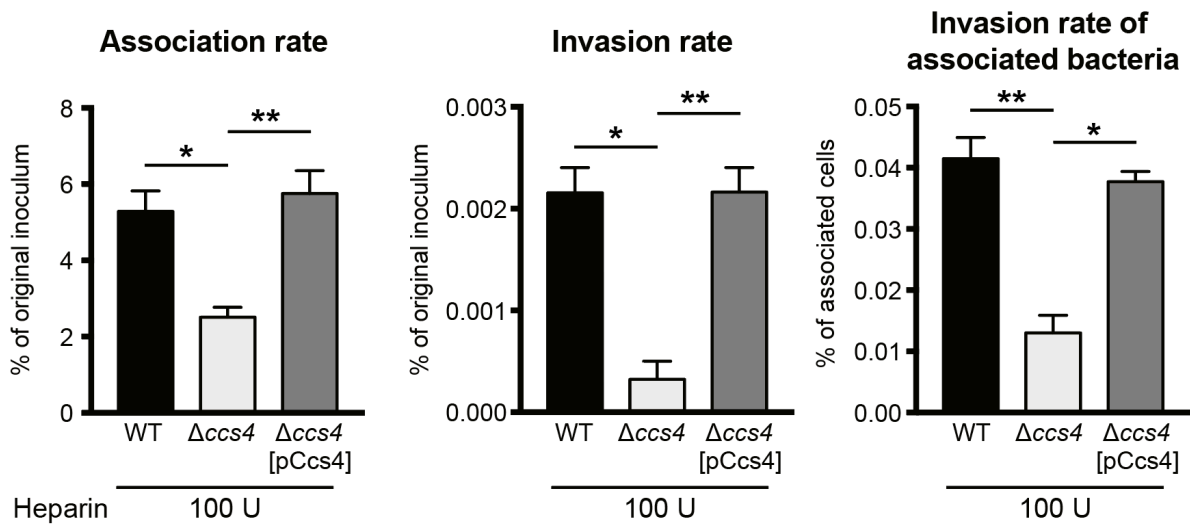 Association rate
% of original inoculum
8
6
4
2
0
*
**
WT
Δccs4
Δccs4
[pCcs4]
Heparin
100 U
Invasion rate
% of original inoculum
0.003
0.002
0.001
0.000
*
**
WT
Δccs4
Δccs4
[pCcs4]
100 U
Invasion rate of
associated bacteria
% of associated cells
0.05
0.04
0.03
0.02
0.01
0.00
**
*
WT
Δccs4
Δccs4
[pCcs4]
100 U